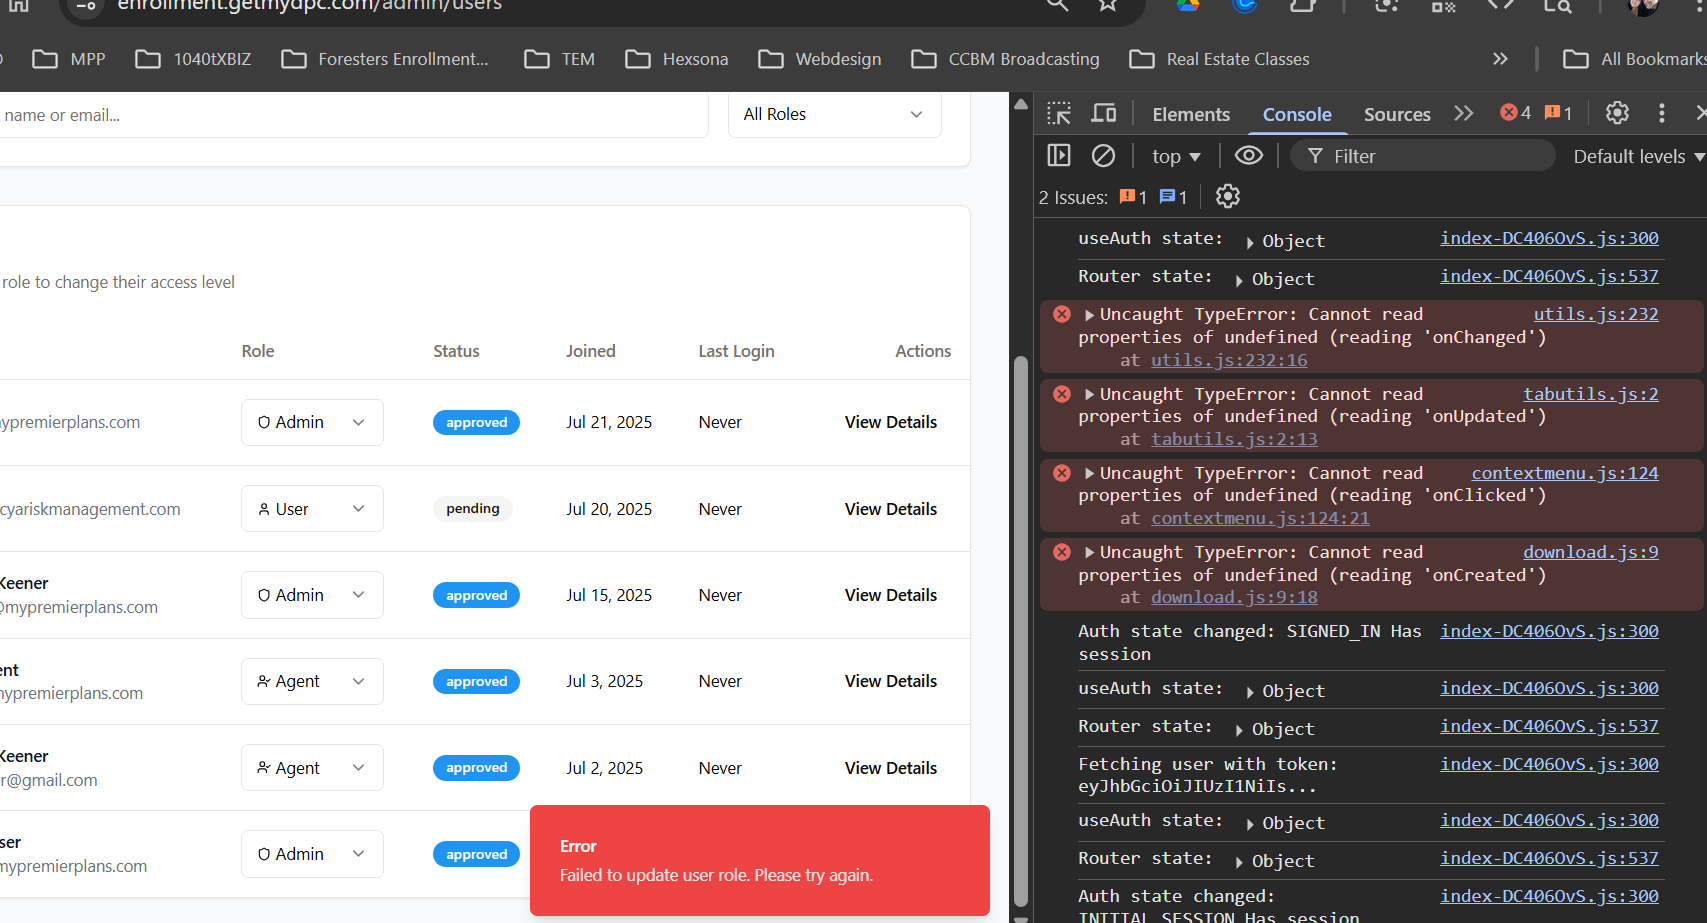 enrollment.getmydpc.com/admin/users
MPP
1040tXBIZ
Foresters Enrollment...
TEM
Hexsona
Webdesign
CCBM Broadcasting
Real Estate Classes
All Bookmarks
name or email...
All Roles
role to change their access level
Role Status Joined Last Login Actions
ypremierplans.com Admin approved Jul 21, 2025 Never View Details
cyariskmanagement.com User pending Jul 20, 2025 Never View Details
Keener
@mypremierplans.com Admin approved Jul 15, 2025 Never View Details
ent
mypremierplans.com Agent approved Jul 3, 2025 Never View Details
Keener
r@gmail.com Agent approved Jul 2, 2025 Never View Details
ser
mypremierplans.com Admin approved
Error
Failed to update user role. Please try again.
Elements Console Sources 4 1
top Filter Default levels
2 Issues: 1 1
useAuth state: Object index-DC406OvS.js:300
Router state: Object index-DC406OvS.js:537
Uncaught TypeError: Cannot read utils.js:232
properties of undefined (reading 'onChanged')
at utils.js:232:16
Uncaught TypeError: Cannot read tabutils.js:2
properties of undefined (reading 'onUpdated')
at tabutils.js:2:13
Uncaught TypeError: Cannot read contextmenu.js:124
properties of undefined (reading 'onClicked')
at contextmenu.js:124:21
Uncaught TypeError: Cannot read download.js:9
properties of undefined (reading 'onCreated')
at download.js:9:18
Auth state changed: SIGNED_IN Has index-DC406OvS.js:300
session
useAuth state: Object index-DC406OvS.js:300
Router state: Object index-DC406OvS.js:537
Fetching user with token: index-DC406OvS.js:300
eyJhbGciOiJIUzI1NiIs...
useAuth state: Object index-DC406OvS.js:300
Router state: Object index-DC406OvS.js:537
Auth state changed: index-DC406OvS.js:300
INITIAL_SESSION Has session